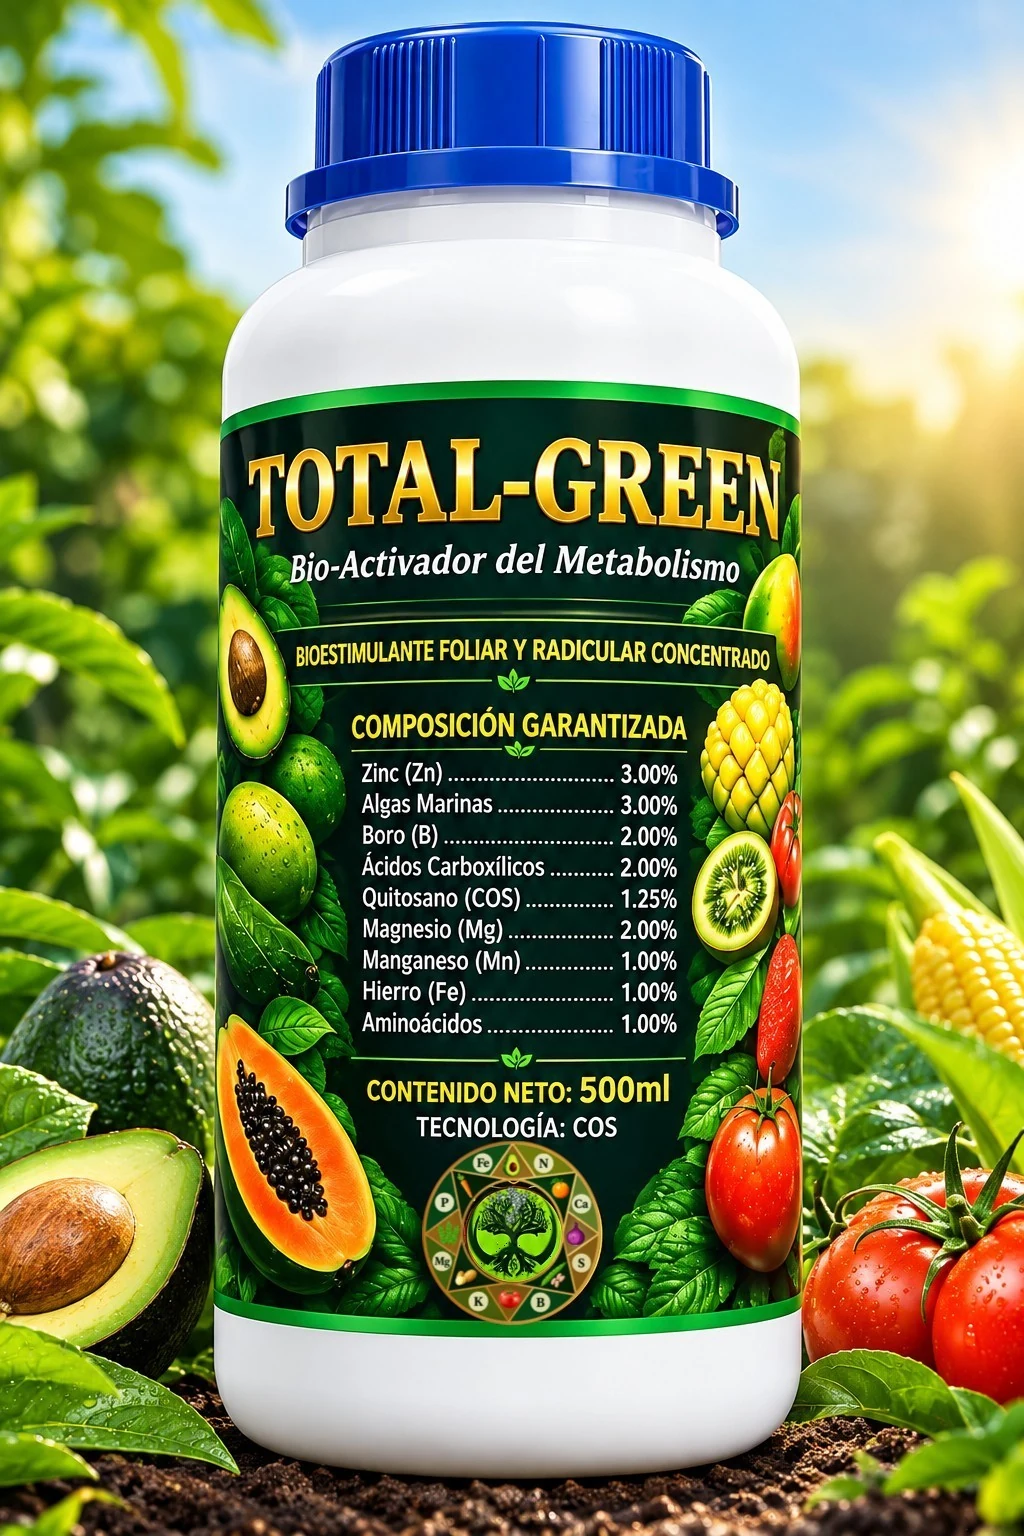 TOTAL-GREEN
Bio-Activador del Metabolismo
BIOESTIMULANTE FOLIAR Y RADICULAR CONCENTRADO
COMPOSICIÓN GARANTIZADA
Zinc (Zn) ........................ 3.00%
Algas Marinas ................. 3.00%
Boro (B) ......................... 2.00%
Ácidos Carboxílicos .......... 2.00%
Quitosano (COS) .............. 1.25%
Magnesio (Mg) ................ 2.00%
Manganeso (Mn) .............. 1.00%
Hierro (Fe) ...................... 1.00%
Aminoácidos ................... 1.00%
CONTENIDO NETO: 500ml
TECNOLOGÍA: COS
Fe N
P Ca
Mg S
K B